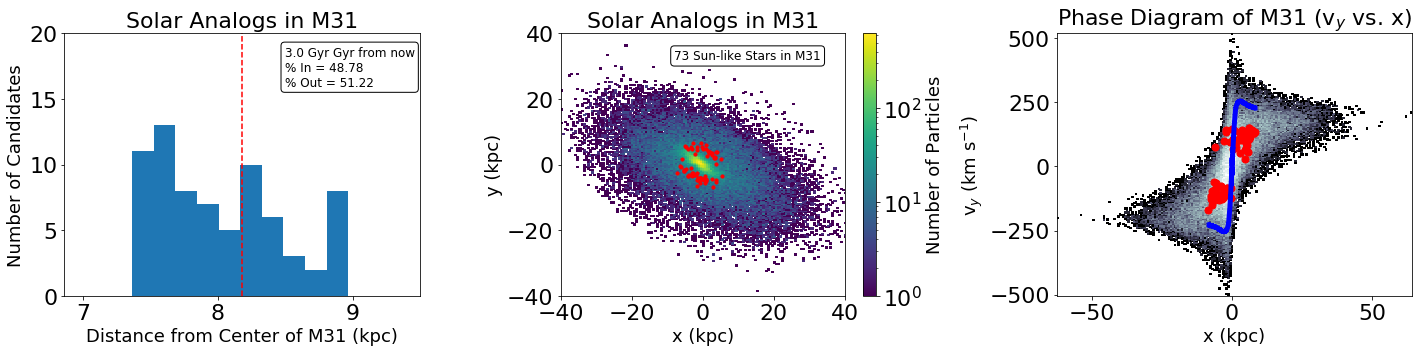 Solar Analogs in M31
20
15
10
5
0
Number of Candidates
3.0 Gyr Gyr from now
% In = 48.78
% Out = 51.22
7
8
9
Distance from Center of M31 (kpc)
Solar Analogs in M31
40
20
0
−20
−40
y (kpc)
73 Sun-like Stars in M31
−40
−20
0
20
40
x (kpc)
10²
10¹
10⁰
Number of Particles
Phase Diagram of M31 (vy vs. x)
500
250
0
−250
−500
vy (km s⁻¹)
−50
0
50
x (kpc)